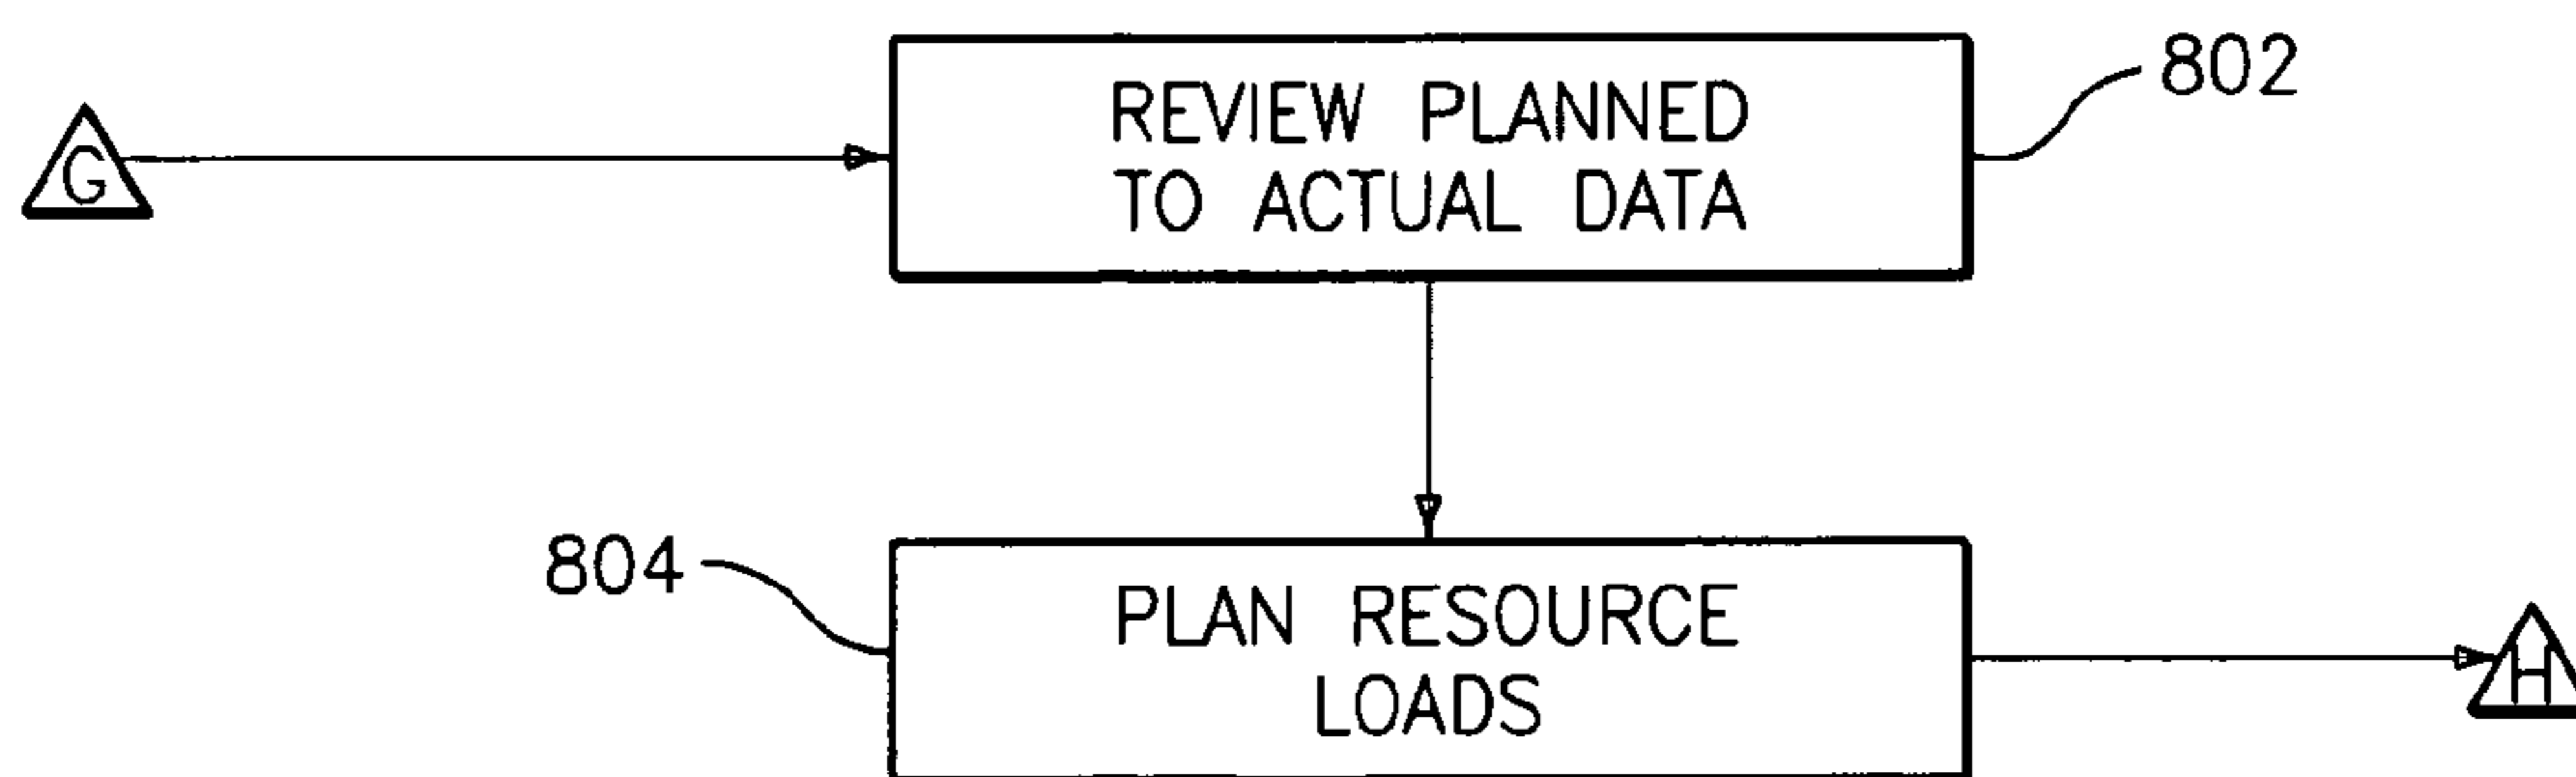 G
REVIEW PLANNED
TO ACTUAL DATA
802
804
PLAN RESOURCE
LOADS
H